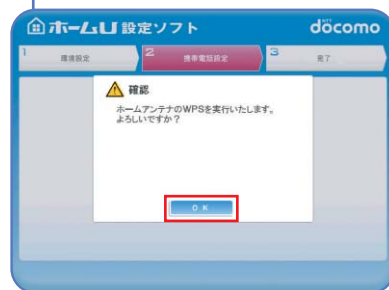 ホームU 設定ソフト
NTT
docomo
1 環境設定
2 携帯電話設定
3 完了
確認
ホームアンテナのWPSを実行いたします。
よろしいですか？
OK